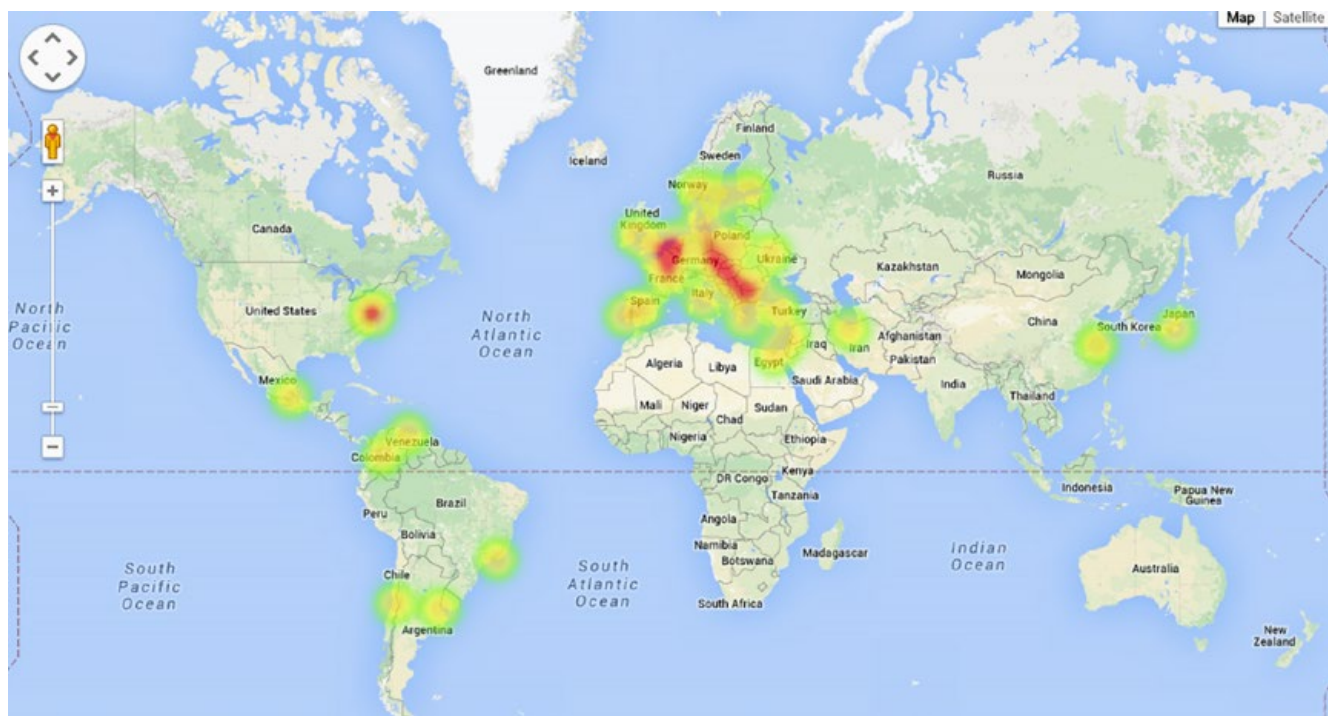 Map Satellite
Greenland
Finland
Iceland
Sweden
Russia
Norway
United
Kingdom
Canada
Poland
Germany
Ukraine
Kazakhstan
Mongolia
France
Italy
North
Pacific
Ocean
United States
Spain
North
Atlantic
Ocean
Turkey
China
South Korea
Japan
Afghanistan
Iraq
Iran
Pakistan
Algeria
Libya
Egypt
Saudi Arabia
India
Mexico
Mali
Niger
Chad
Sudan
Thailand
Nigeria
Ethiopia
Venezuela
Colombia
DR Congo
Kenya
Tanzania
Indonesia
Papua New
Guinea
Brazil
Peru
Bolivia
Angola
Namibia
Botswana
Madagascar
Indian
Ocean
Australia
South
Pacific
Ocean
Chile
South
Atlantic
Ocean
South Africa
Argentina
New
Zealand